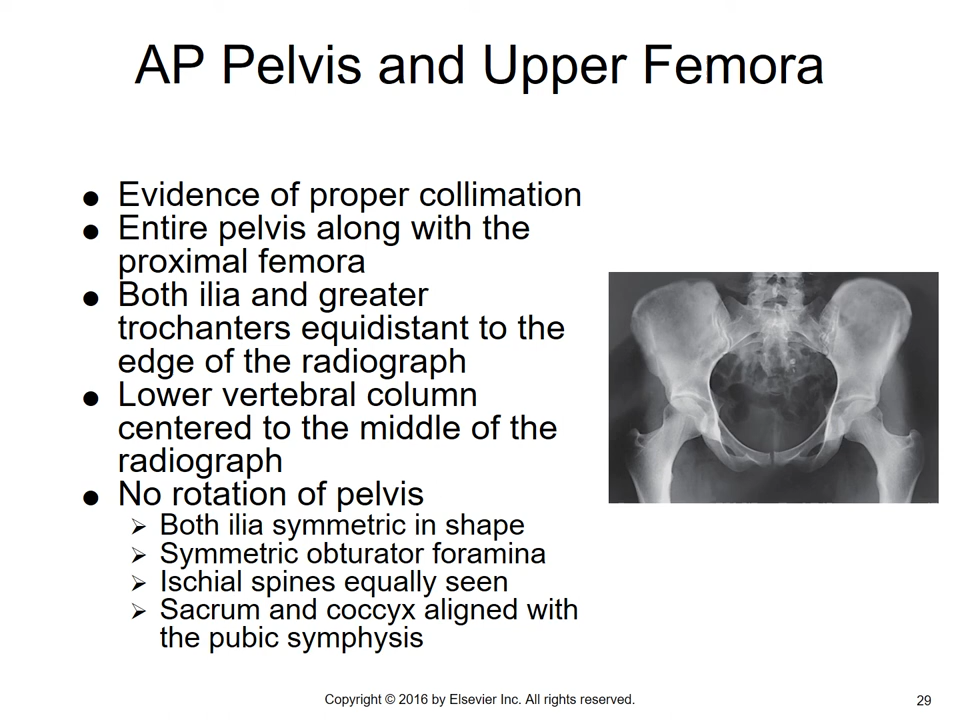 AP Pelvis and Upper Femora
● Evidence of proper collimation
● Entire pelvis along with the
proximal femora
● Both ilia and greater
trochanters equidistant to the
edge of the radiograph
● Lower vertebral column
centered to the middle of the
radiograph
● No rotation of pelvis
➢ Both ilia symmetric in shape
➢ Symmetric obturator foramina
➢ Ischial spines equally seen
➢ Sacrum and coccyx aligned with
the pubic symphysis
Copyright © 2016 by Elsevier Inc. All rights reserved.
29